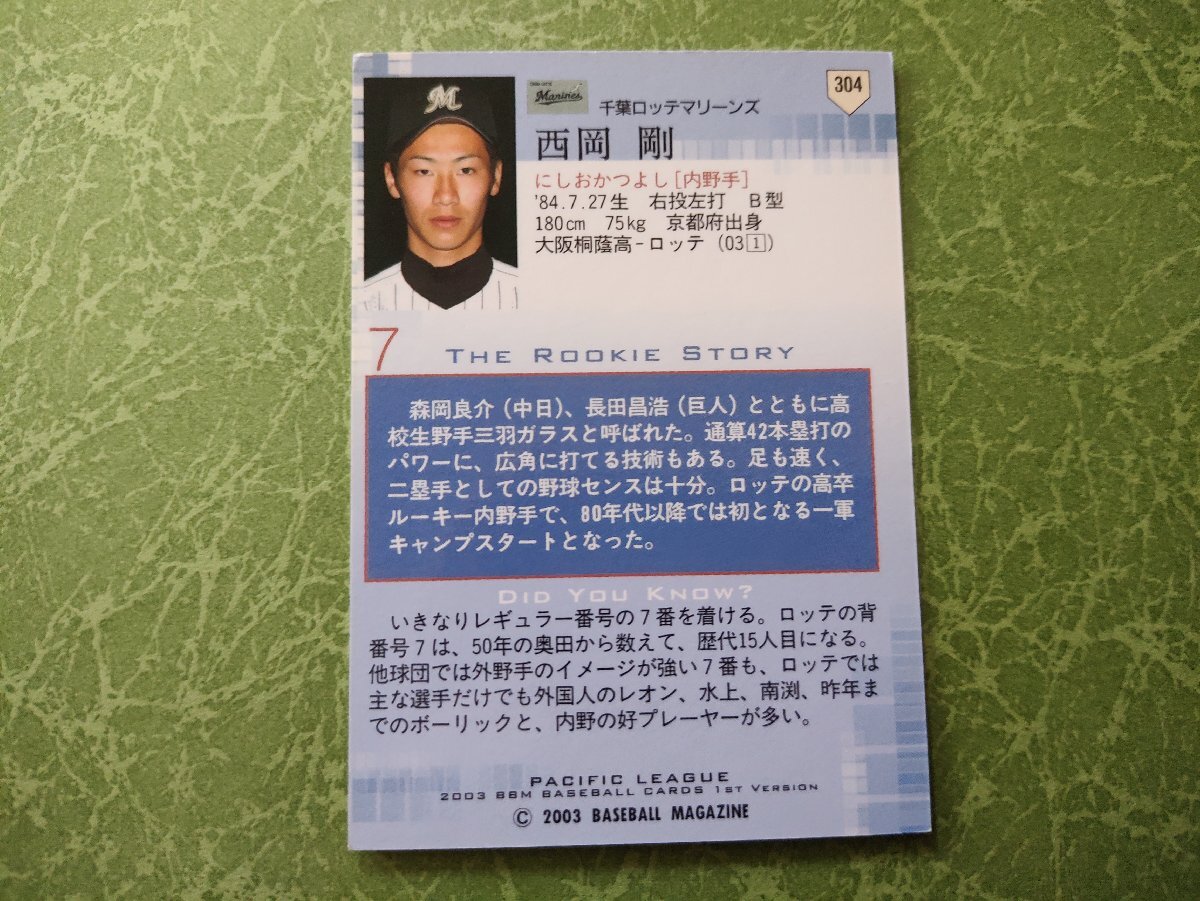 M
Marines
千葉ロッテマリーンズ
304
西岡 剛
にしおかつよし[内野手]
'84.7.27生 右投左打 B型
180cm 75kg 京都府出身
大阪桐蔭高-ロッテ (03 1)
7
THE ROOKIE STORY
森岡良介(中日)、長田昌浩(巨人)とともに高
校生野手三羽ガラスと呼ばれた。通算42本塁打の
パワーに、広角に打てる技術もある。足も速く、
二塁手としての野球センスは十分。ロッテの高卒
ルーキー内野手で、80年代以降では初となる一軍
キャンプスタートとなった。
DID YOU KNOW?
いきなりレギュラー番号の7番を着ける。ロッテの背
番号7は、50年の奥田から数えて、歴代15人目になる。
他球団では外野手のイメージが強い7番も、ロッテでは
主な選手だけでも外国人のレオン、水上、南渕、昨年ま
でのボーリックと、内野の好プレーヤーが多い。
PACIFIC LEAGUE
2003 BBM BASEBALL CARDS 1ST VERSION
© 2003 BASEBALL MAGAZINE